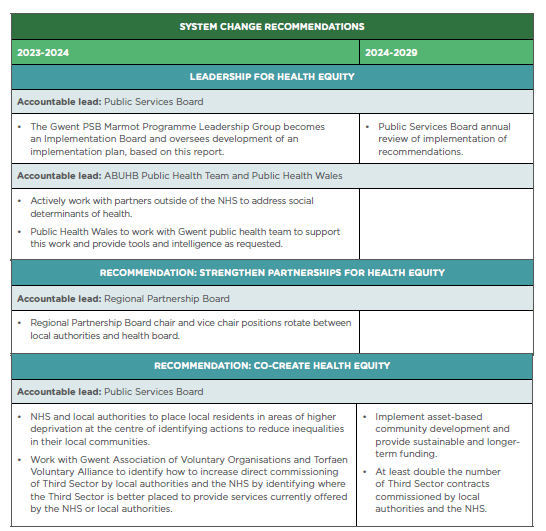 SYSTEM CHANGE RECOMMENDATIONS
2023-2024
2024-2029
LEADERSHIP FOR HEALTH EQUITY
Accountable lead: Public Services Board
• The Gwent PSB Marmot Programme Leadership Group becomes
an Implementation Board and oversees development of an
implementation plan, based on this report.
• Public Services Board annual
review of implementation of
recommendations.
Accountable lead: ABUHB Public Health Team and Public Health Wales
• Actively work with partners outside of the NHS to address social
determinants of health.
• Public Health Wales to work with Gwent public health team to support
this work and provide tools and intelligence as requested.
RECOMMENDATION: STRENGTHEN PARTNERSHIPS FOR HEALTH EQUITY
Accountable lead: Regional Partnership Board
• Regional Partnership Board chair and vice chair positions rotate between
local authorities and health board.
RECOMMENDATION: CO-CREATE HEALTH EQUITY
Accountable lead: Public Services Board
• NHS and local authorities to place local residents in areas of higher
deprivation at the centre of identifying actions to reduce inequalities
in their local communities.
• Work with Gwent Association of Voluntary Organisations and Torfaen
Voluntary Alliance to identify how to increase direct commissioning
of Third Sector by local authorities and the NHS by identifying where
the Third Sector is better placed to provide services currently offered
by the NHS or local authorities.
• Implement asset-based
community development and
provide sustainable and longer-
term funding.
• At least double the number
of Third Sector contracts
commissioned by local
authorities and the NHS.